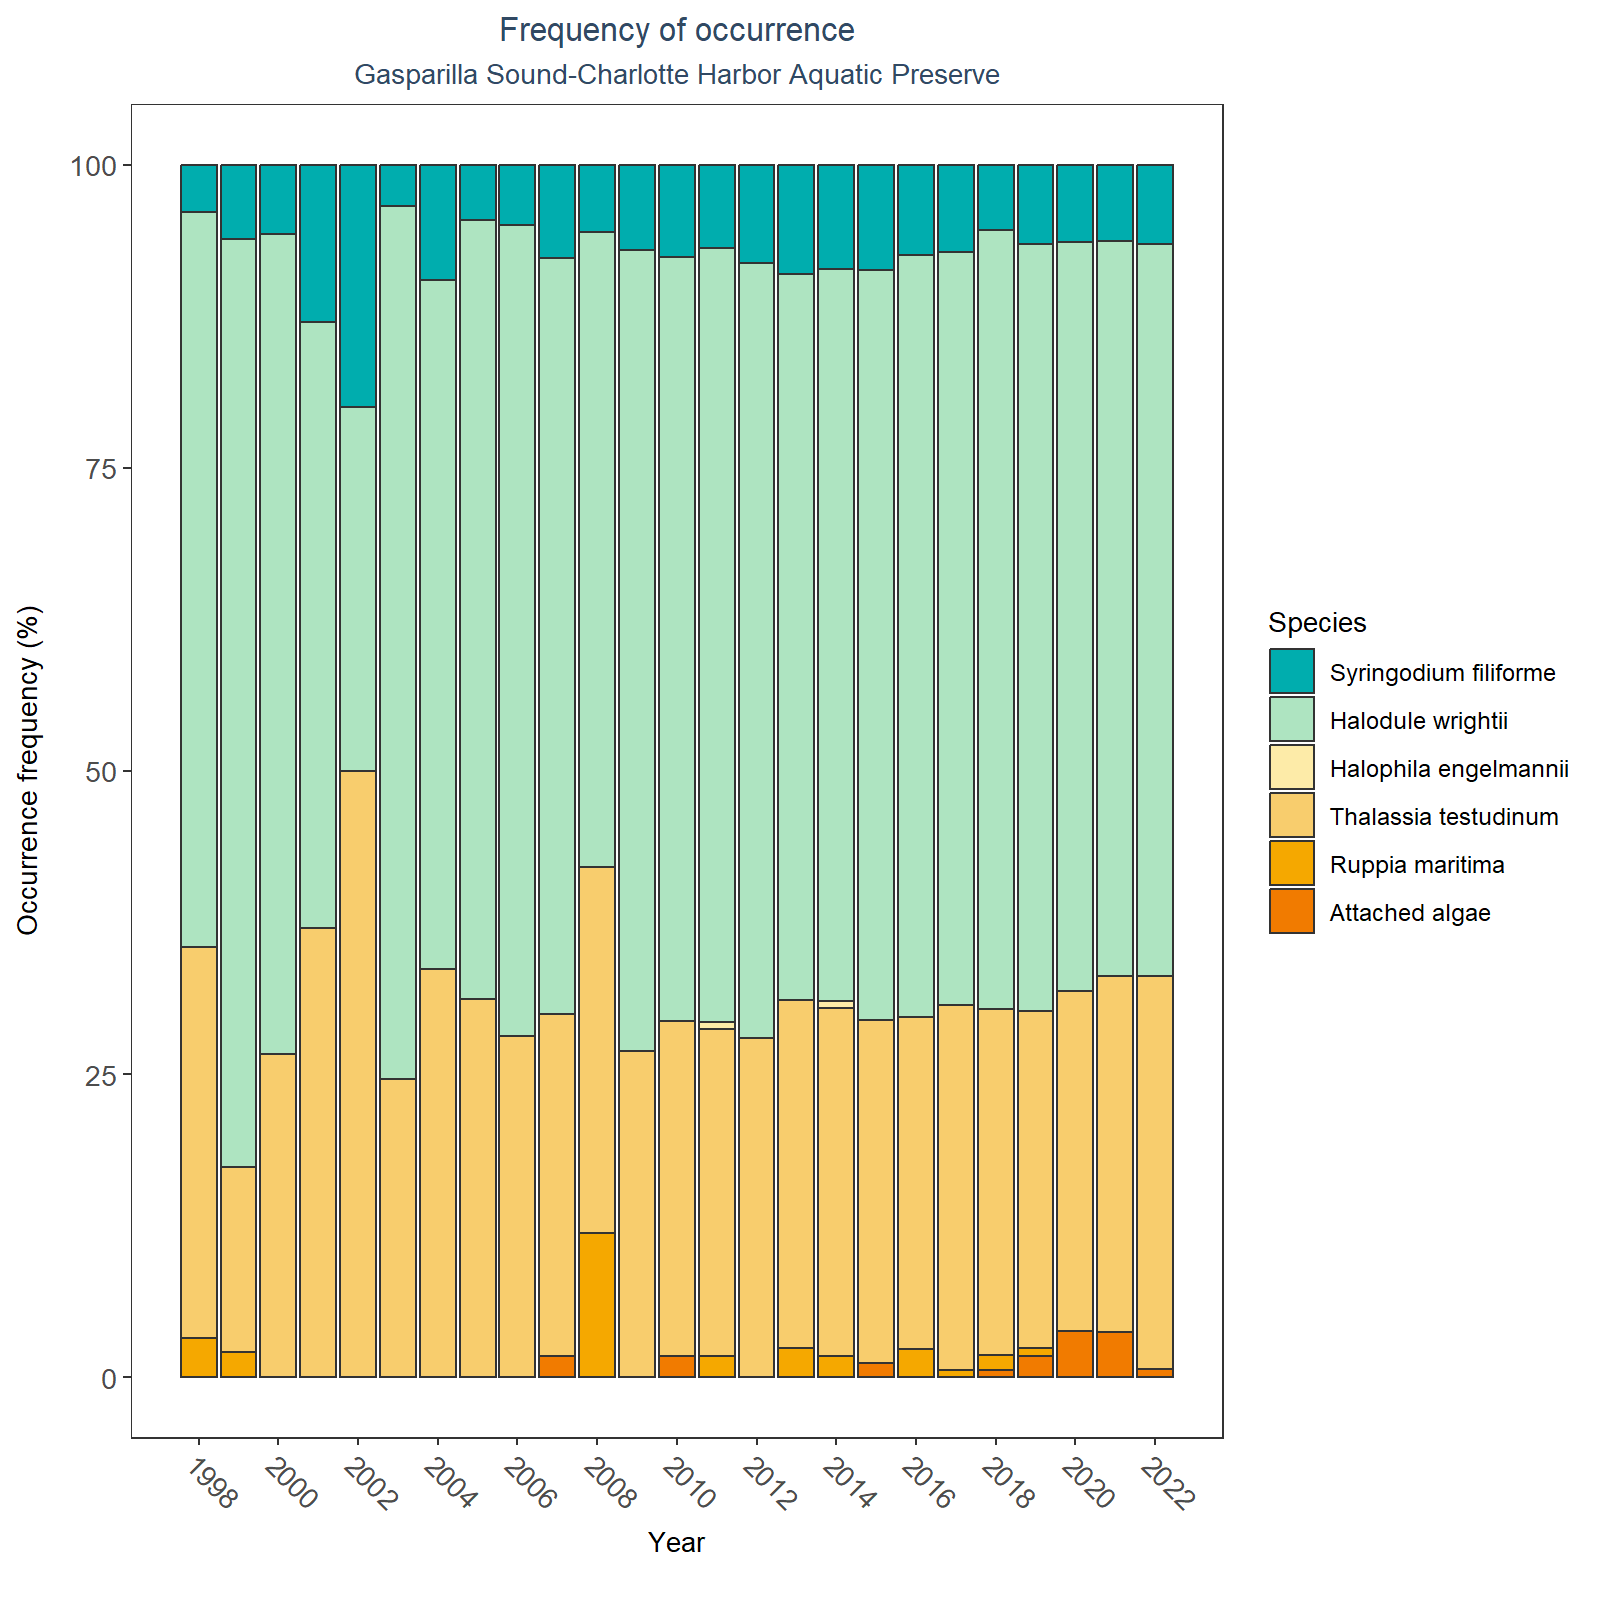 Frequency of occurrence
Gasparilla Sound-Charlotte Harbor Aquatic Preserve
Occurrence frequency (%)
100
75
50
25
0
1998
2000
2002
2004
2006
2008
2010
2012
2014
2016
2018
2020
2022
Year
Species
Syringodium filiforme
Halodule wrightii
Halophila engelmannii
Thalassia testudinum
Ruppia maritima
Attached algae